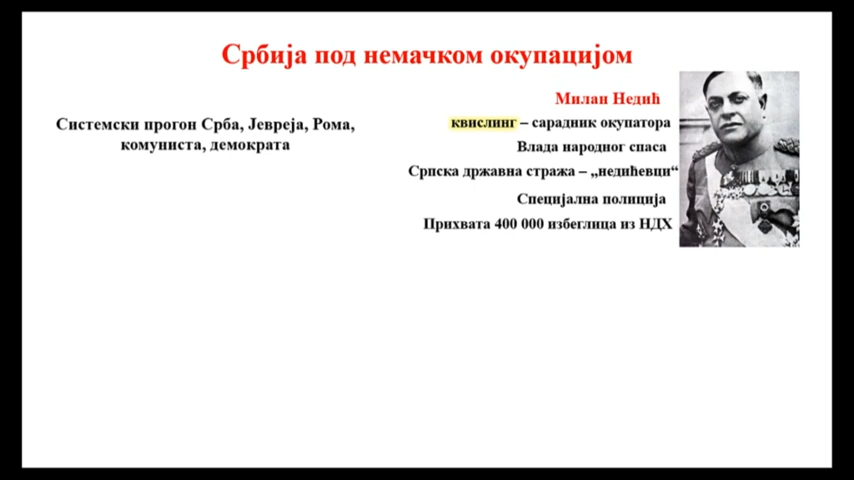 Србија под немачком окупацијом
Системски прогон Срба, Јевреја, Рома,
комуниста, демократа
Милан Недић
квислинг – сарадник окупатора
Влада народног спаса
Српска државна стража – „недићевци“
Специјална полиција
Прихвата 400 000 избеглица из НДХ